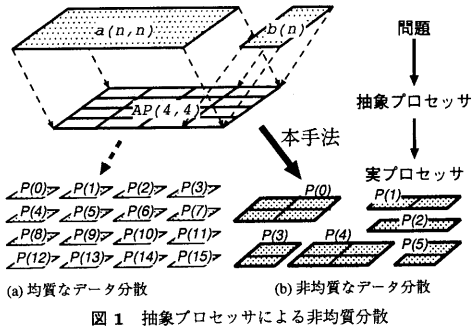 a(n,n)
b(n)
問題
AP(4,4)
抽象プロセッサ
本手法
実プロセッサ
P(0) P(1) P(2) P(3)
P(4) P(5) P(6) P(7)
P(8) P(9) P(10) P(11)
P(12) P(13) P(14) P(15)
P(0)
P(1)
P(2)
P(3) P(4) P(5)
(a) 均質なデータ分散
(b) 非均質なデータ分散
図 1 抽象プロセッサによる非均質分散